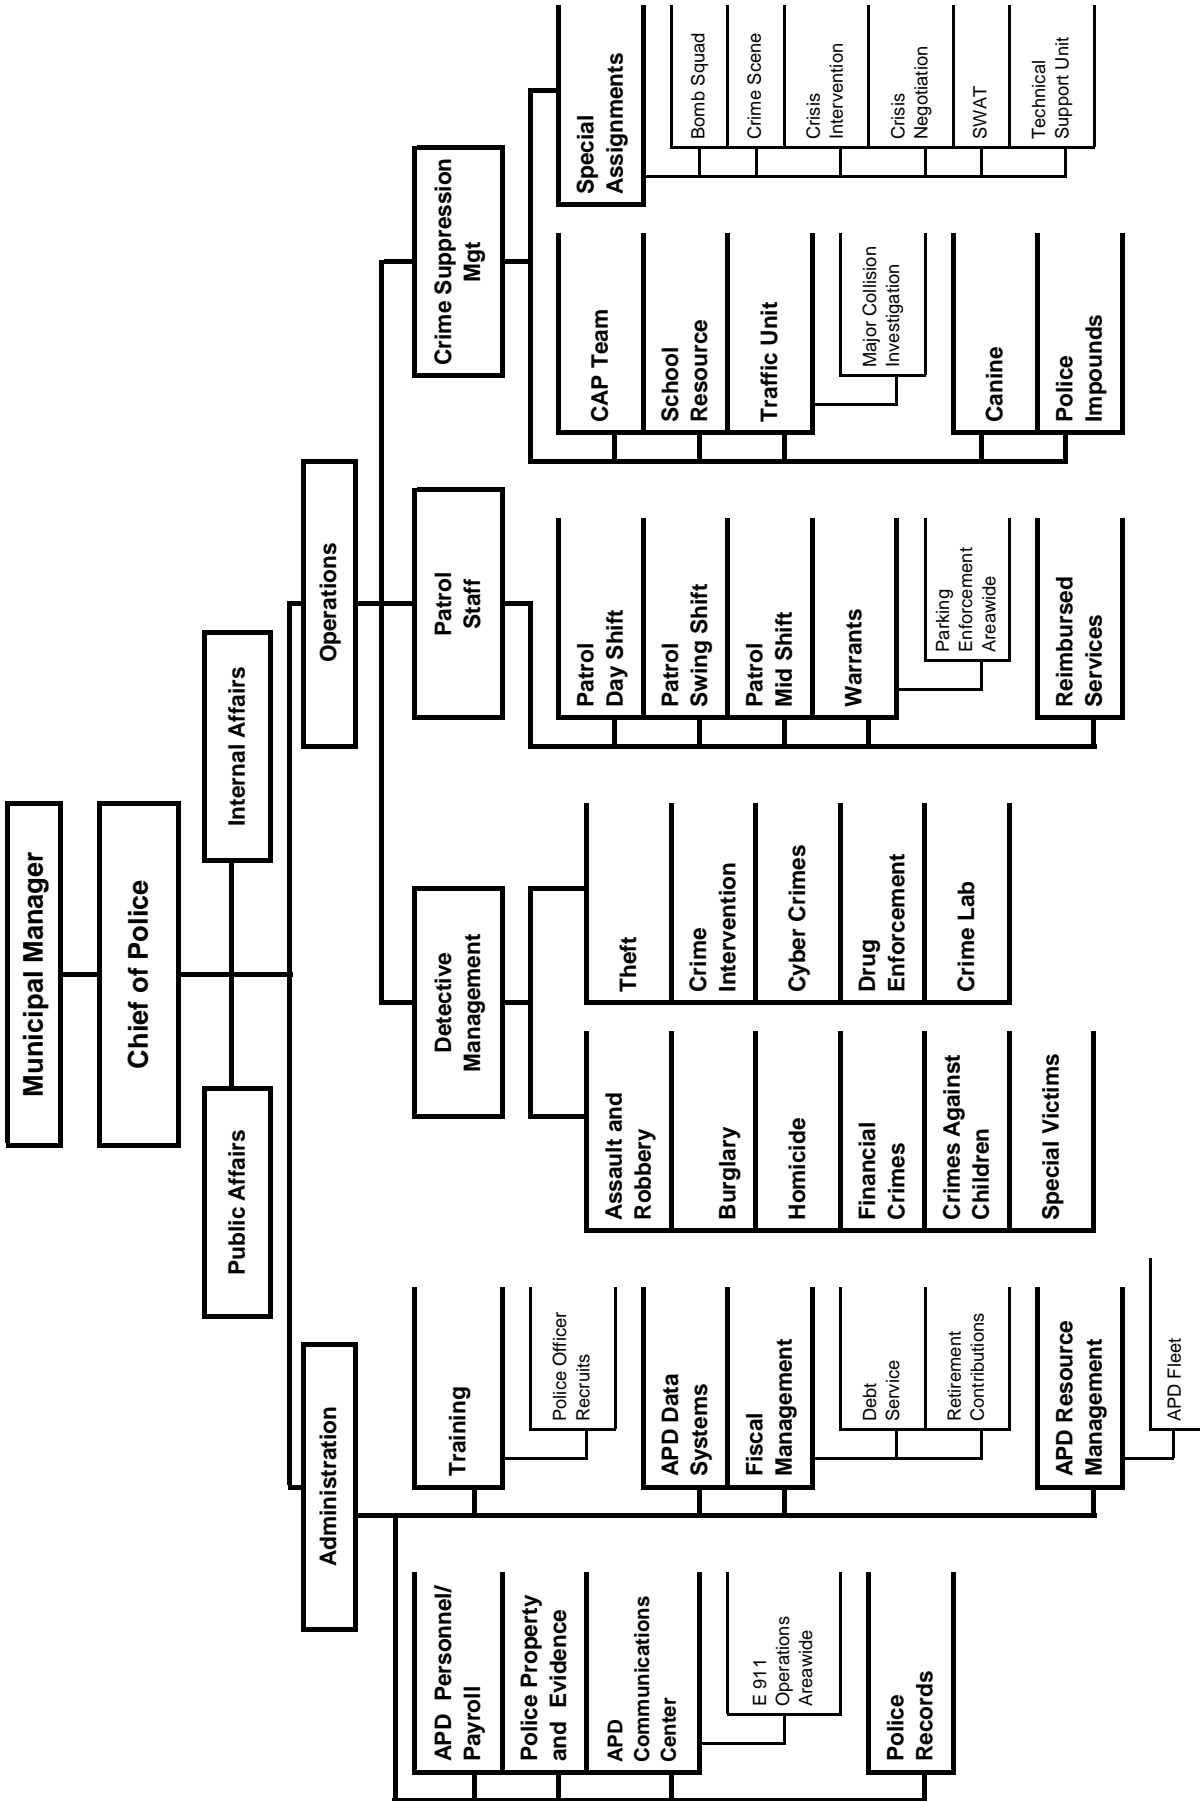 Municipal Manager
Chief of Police
Public Affairs
Internal Affairs
Administration
Operations
APD Personnel/
Payroll
Police Property
and Evidence
APD
Communications
Center
E 911
Operations
Areawide
Police
Records
Training
Police Officer
Recruits
APD Data
Systems
Fiscal
Management
Debt
Service
Retirement
Contributions
APD Resource
Management
APD Fleet
Detective
Management
Assault and
Robbery
Burglary
Homicide
Financial
Crimes
Crimes Against
Children
Special Victims
Theft
Crime
Intervention
Cyber Crimes
Drug
Enforcement
Crime Lab
Patrol
Staff
Patrol
Day Shift
Patrol
Swing Shift
Patrol
Mid Shift
Warrants
Parking
Enforcement
Areawide
Reimbursed
Services
Crime Suppression
Mgt
CAP Team
School
Resource
Traffic Unit
Major Collision
Investigation
Canine
Police
Impounds
Special
Assignments
Bomb Squad
Crime Scene
Crisis
Intervention
Crisis
Negotiation
SWAT
Technical
Support Unit